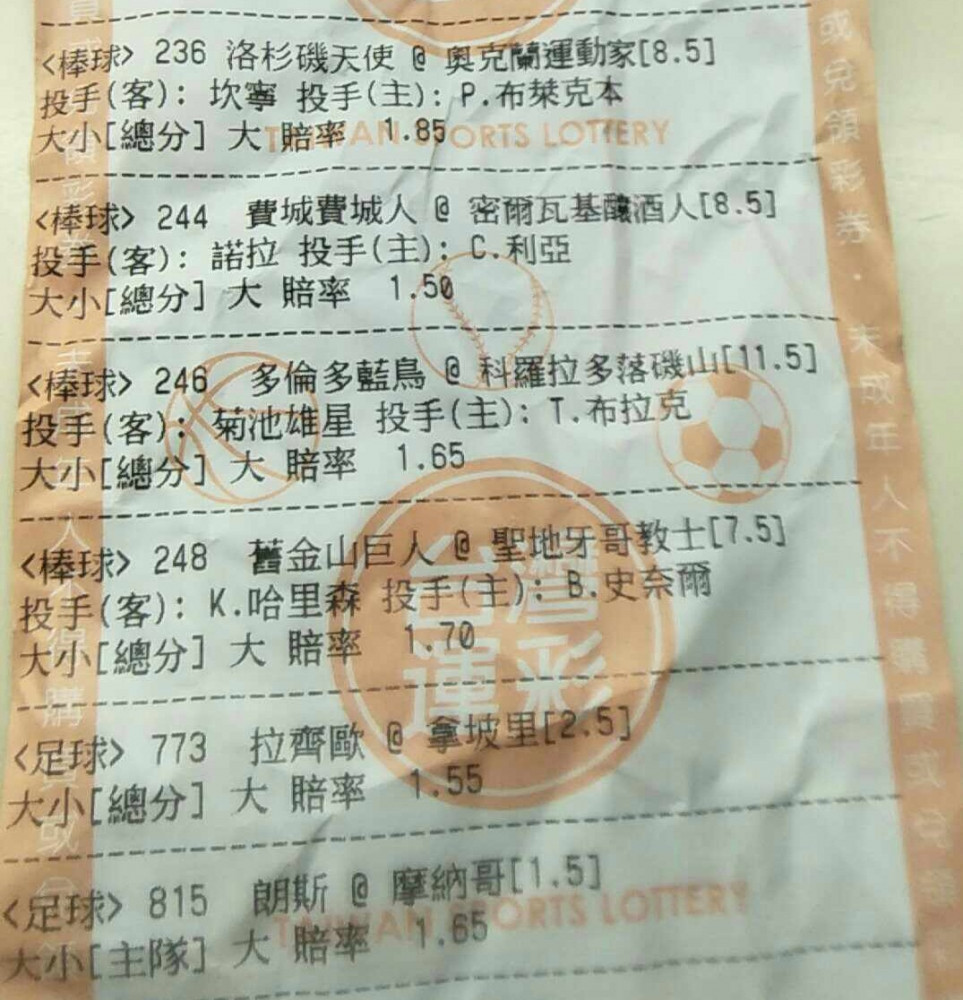 <棒球> 236 洛杉磯天使 @ 奧克蘭運動家[8.5]
投手(客): 坎寧 投手(主): P.布萊克本
大小[總分] 大 賠率 1.85
TAIWAN SPORTS LOTTERY
<棒球> 244 費城費城人 @ 密爾瓦基釀酒人[8.5]
投手(客): 諾拉 投手(主): C.利亞
大小[總分] 大 賠率 1.50
<棒球> 246 多倫多藍鳥 @ 科羅拉多落磯山[11.5]
投手(客): 菊池雄星 投手(主): T.布拉克
大小[總分] 大 賠率 1.65
<棒球> 248 舊金山巨人 @ 聖地牙哥教士[7.5]
投手(客): K.哈里森 投手(主): B.史奈爾
大小[總分] 大 賠率 1.70
台灣
運彩
<足球> 773 拉齊歐 @ 拿坡里[2.5]
大小[總分] 大 賠率 1.55
<足球> 815 朗斯 @ 摩納哥[1.5]
大小[主隊] 大 賠率 1.65
TAIWAN SPORTS LOTTERY
或兌領彩券·未成年人不得購買或兌